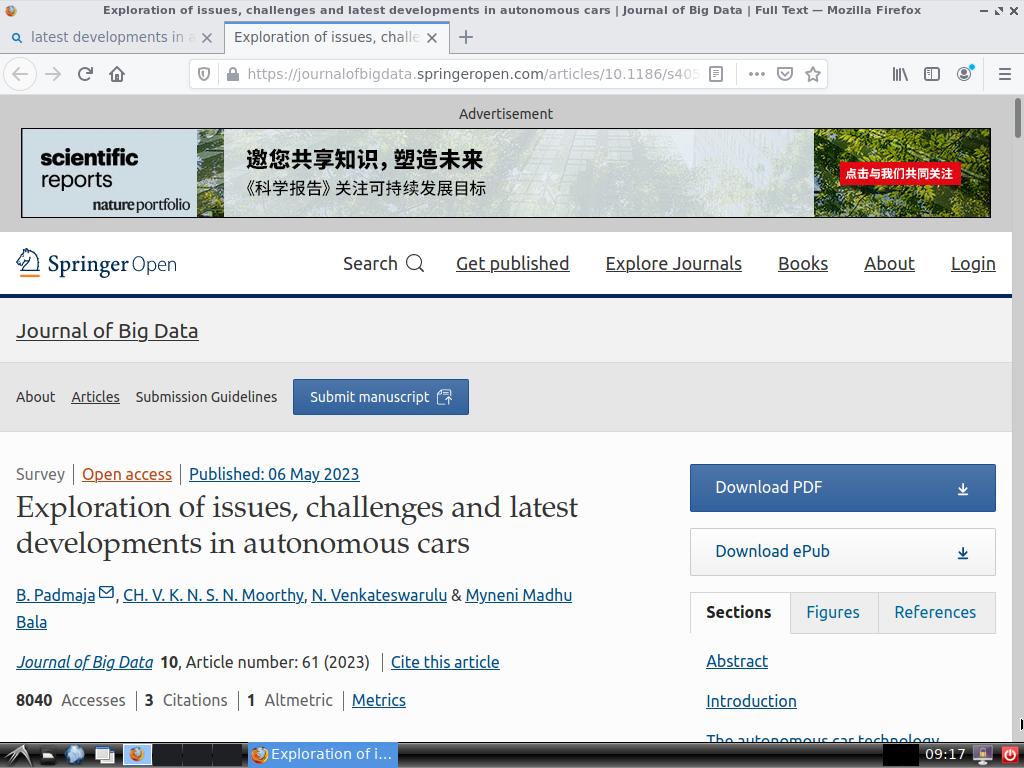 Exploration of issues, challenges and latest developments in autonomous cars | Journal of Big Data | Full Text — Mozilla Firefox
latest developments in a
Exploration of issues, challe
https://journalofbigdata.springeropen.com/articles/10.1186/s405
Advertisement
scientific
reports
natureportfolio
邀您共享知识，塑造未来
《科学报告》关注可持续发展目标
点击与我们共同关注
Springer Open
Search
Get published
Explore Journals
Books
About
Login
Journal of Big Data
About
Articles
Submission Guidelines
Submit manuscript
Survey
Open access
Published: 06 May 2023
Exploration of issues, challenges and latest
developments in autonomous cars
B. Padmaja, CH. V. K. N. S. N. Moorthy, N. Venkateswarulu & Myneni Madhu
Bala
Journal of Big Data 10, Article number: 61 (2023)
Cite this article
8040 Accesses
3 Citations
1 Altmetric
Metrics
Download PDF
Download ePub
Sections
Figures
References
Abstract
Introduction
The autonomous car technology
Exploration of i...
09:17